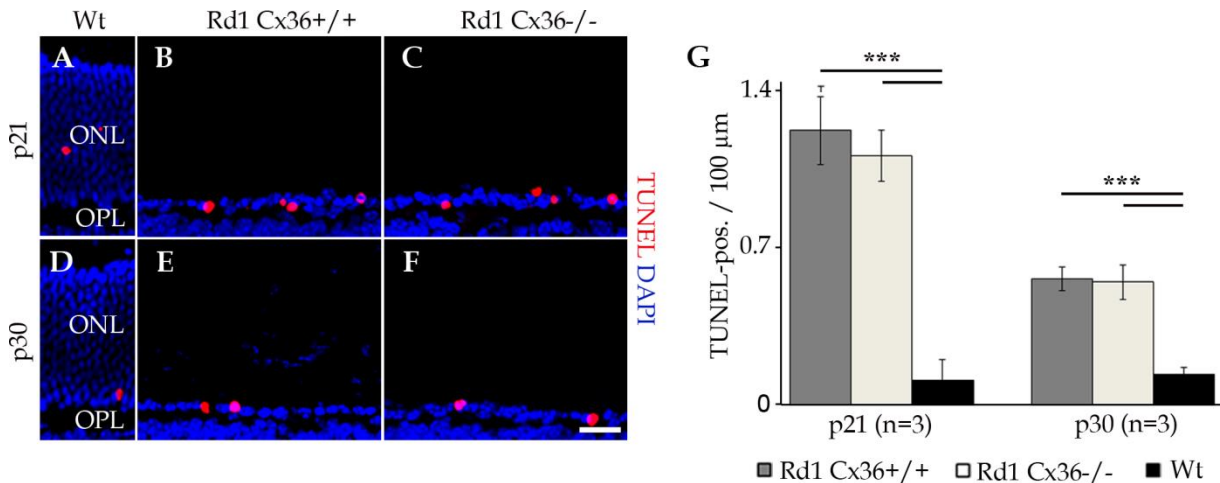 Wt Rd1 Cx36+/+ Rd1 Cx36-/-
p21
A
ONL
OPL
B
C
p30
D
ONL
OPL
E
F
TUNEL DAPI
G
***
***
1.4
0.7
0
TUNEL-pos. / 100 µm
p21 (n=3) p30 (n=3)
Rd1 Cx36+/+ Rd1 Cx36-/- Wt